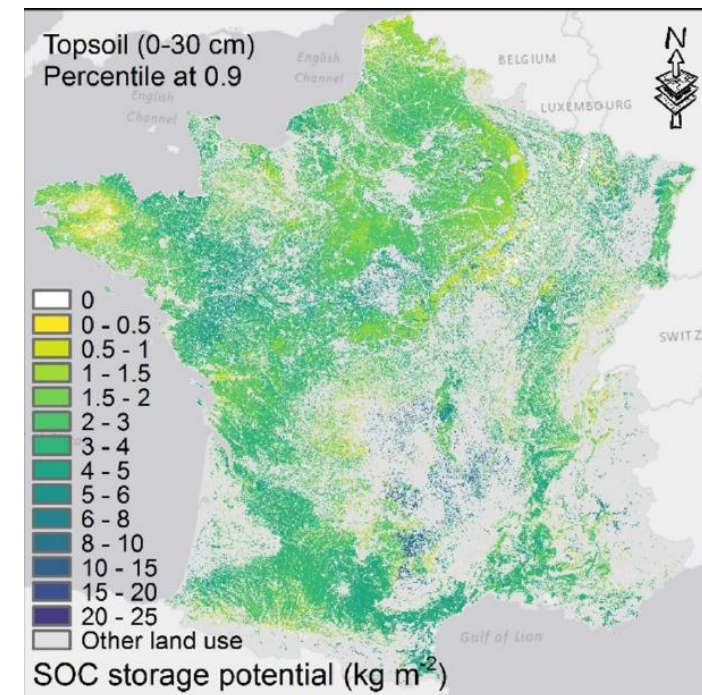 Topsoil (0-30 cm)
Percentile at 0.9
N
English
Channel
BELGIUM
English
Channel
LUXEMBOURG
SWITZ
0
0 - 0.5
0.5 - 1
1 - 1.5
1.5 - 2
2 - 3
3 - 4
4 - 5
5 - 6
6 - 8
8 - 10
10 - 15
15 - 20
20 - 25
Other land use
Gulf of Lion
SOC storage potential (kg m⁻²)